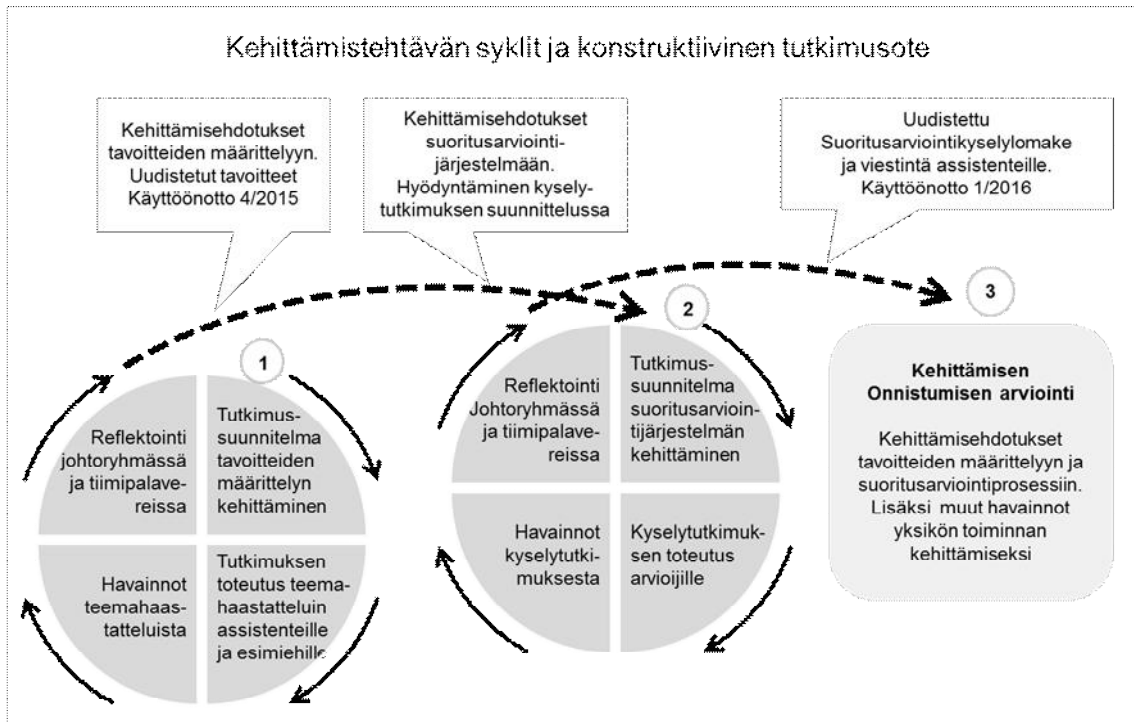 Kehittämistehtävän syklit ja konstruktiivinen tutkimusote
Kehittämisehdotukset
tavoitteiden määrittelyyn.
Uudistetut tavoitteet
Käyttöönotto 4/2015
Kehittämisehdotukset
suoritusarviointi-
järjestelmään.
Hyödyntäminen kysely-
tutkimuksen suunnittelussa
Uudistettu
Suoritusarviointikyselylomake
ja viestintä assistenteille.
Käyttöönotto 1/2016
1
Reflektointi
johtoryhmässä
ja tiimipalave-
reissa
Tutkimus-
suunnitelma
tavoitteiden
määrittelyn
kehittäminen
Havainnot
teemahaas-
tatteluista
Tutkimuksen
toteutus teema-
haastatteluin
assistenteille
ja esimiehille
2
Reflektointi
Johtoryhmässä
ja tiimipalave-
reissa
Tutkimus-
suunnitelma
suoritusarvioin-
tijärjestelmän
kehittäminen
Havainnot
kyselytutki-
muksesta
Kyselytutkimuk-
sen toteutus
arvioijille
3
Kehittämisen
Onnistumisen arviointi
Kehittämisehdotukset
tavoitteiden määrittelyyn ja
suoritusarviointiprosessiin.
Lisäksi muut havainnot
yksikön toiminnan
kehittämiseksi